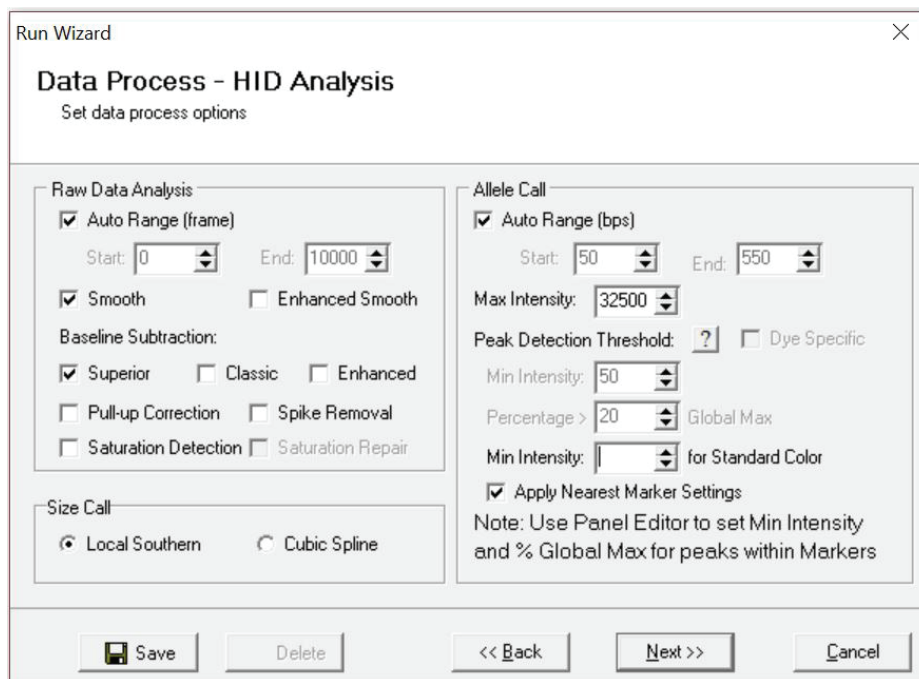 Run Wizard
Data Process - HID Analysis
Set data process options
Raw Data Analysis
Auto Range (frame)
Start: 0 End: 10000
Smooth Enhanced Smooth
Baseline Subtraction:
Superior Classic Enhanced
Pull-up Correction Spike Removal
Saturation Detection Saturation Repair
Size Call
Local Southern Cubic Spline
Allele Call
Auto Range (bps)
Start: 50 End: 550
Max Intensity: 32500
Peak Detection Threshold: ? Dye Specific
Min Intensity: 50
Percentage > 20 Global Max
Min Intensity: for Standard Color
Apply Nearest Marker Settings
Note: Use Panel Editor to set Min Intensity
and % Global Max for peaks within Markers
Save Delete << Back Next >> Cancel